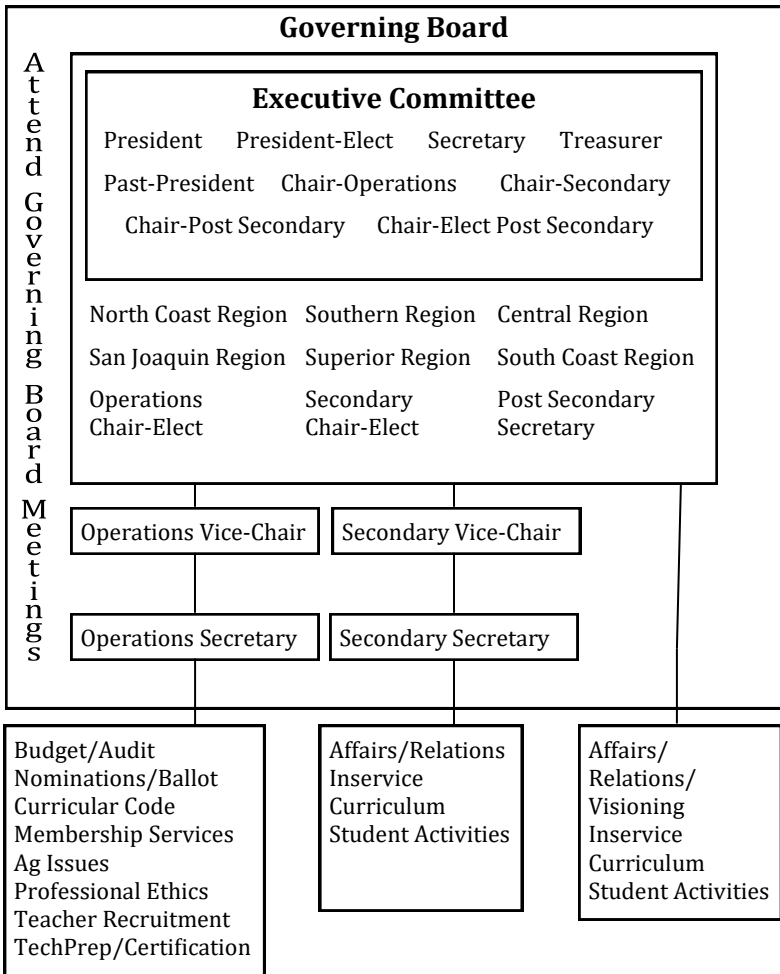 Governing Board
Attend Governing Board Meetings
Executive Committee
President President-Elect Secretary Treasurer
Past-President Chair-Operations Chair-Secondary
Chair-Post Secondary Chair-Elect Post Secondary
North Coast Region Southern Region Central Region
San Joaquin Region Superior Region South Coast Region
Operations Secondary Post Secondary
Chair-Elect Chair-Elect Secretary
Operations Vice-Chair Secondary Vice-Chair
Operations Secretary Secondary Secretary
Budget/Audit
Nominations/Ballot
Curricular Code
Membership Services
Ag Issues
Professional Ethics
Teacher Recruitment
TechPrep/Certification
Affairs/Relations
Inservice
Curriculum
Student Activities
Affairs/
Relations/
Visioning
Inservice
Curriculum
Student Activities